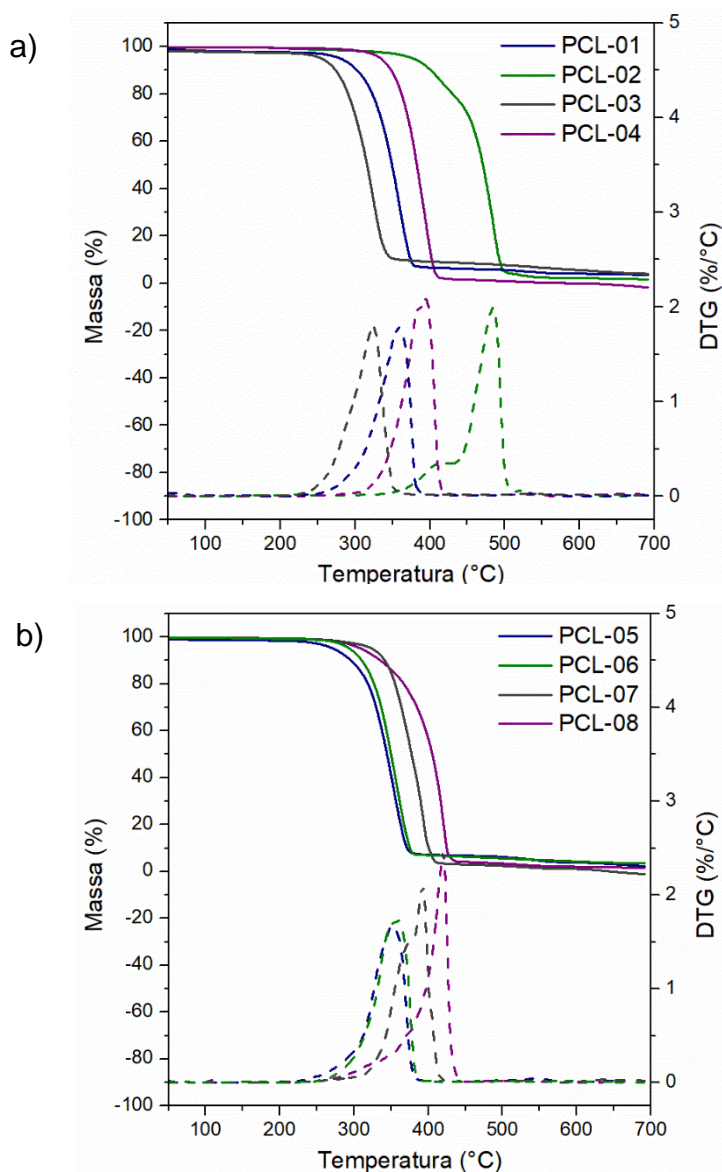 a)
PCL-01
PCL-02
PCL-03
PCL-04
Massa (%)
100
80
60
40
20
0
-20
-40
-60
-80
-100
5
4
3
2
1
0
DTG (%/°C)
100 200 300 400 500 600 700
Temperatura (°C)
b)
PCL-05
PCL-06
PCL-07
PCL-08
Massa (%)
100
80
60
40
20
0
-20
-40
-60
-80
-100
5
4
3
2
1
0
DTG (%/°C)
100 200 300 400 500 600 700
Temperatura (°C)